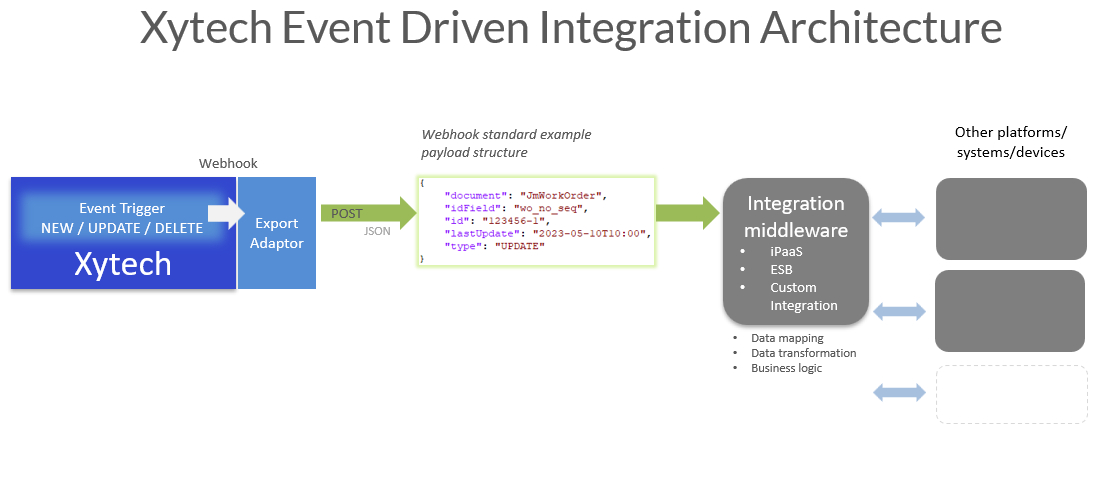 Xytech Event Driven Integration Architecture
Webhook
Event Trigger
NEW / UPDATE / DELETE
Xytech
Export
Adaptor
POST
JSON
Webhook standard example
payload structure
{
"document": "JmWorkOrder",
"idField": "wo_no_seq",
"id": "123456-1",
"lastUpdate": "2023-05-10T10:00",
"type": "UPDATE"
}
Integration
middleware
• iPaaS
• ESB
• Custom
Integration
• Data mapping
• Data transformation
• Business logic
Other platforms/
systems/devices